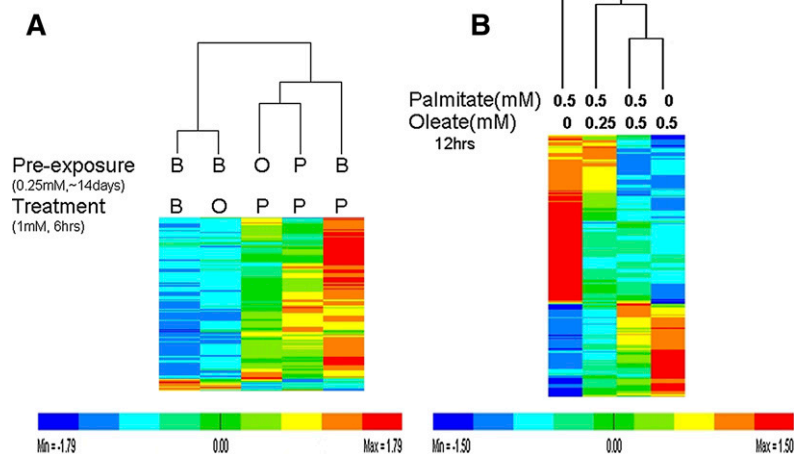 A
Pre-exposure B B O P B
(0.25mM,~14days)
Treatment B O P P P
(1mM, 6hrs)
Min = -1.79 0.00 Max = 1.79
B
Palmitate(mM) 0.5 0.5 0.5 0
Oleate(mM) 0 0.25 0.5 0.5
12hrs
Min = -1.50 0.00 Max = 1.50